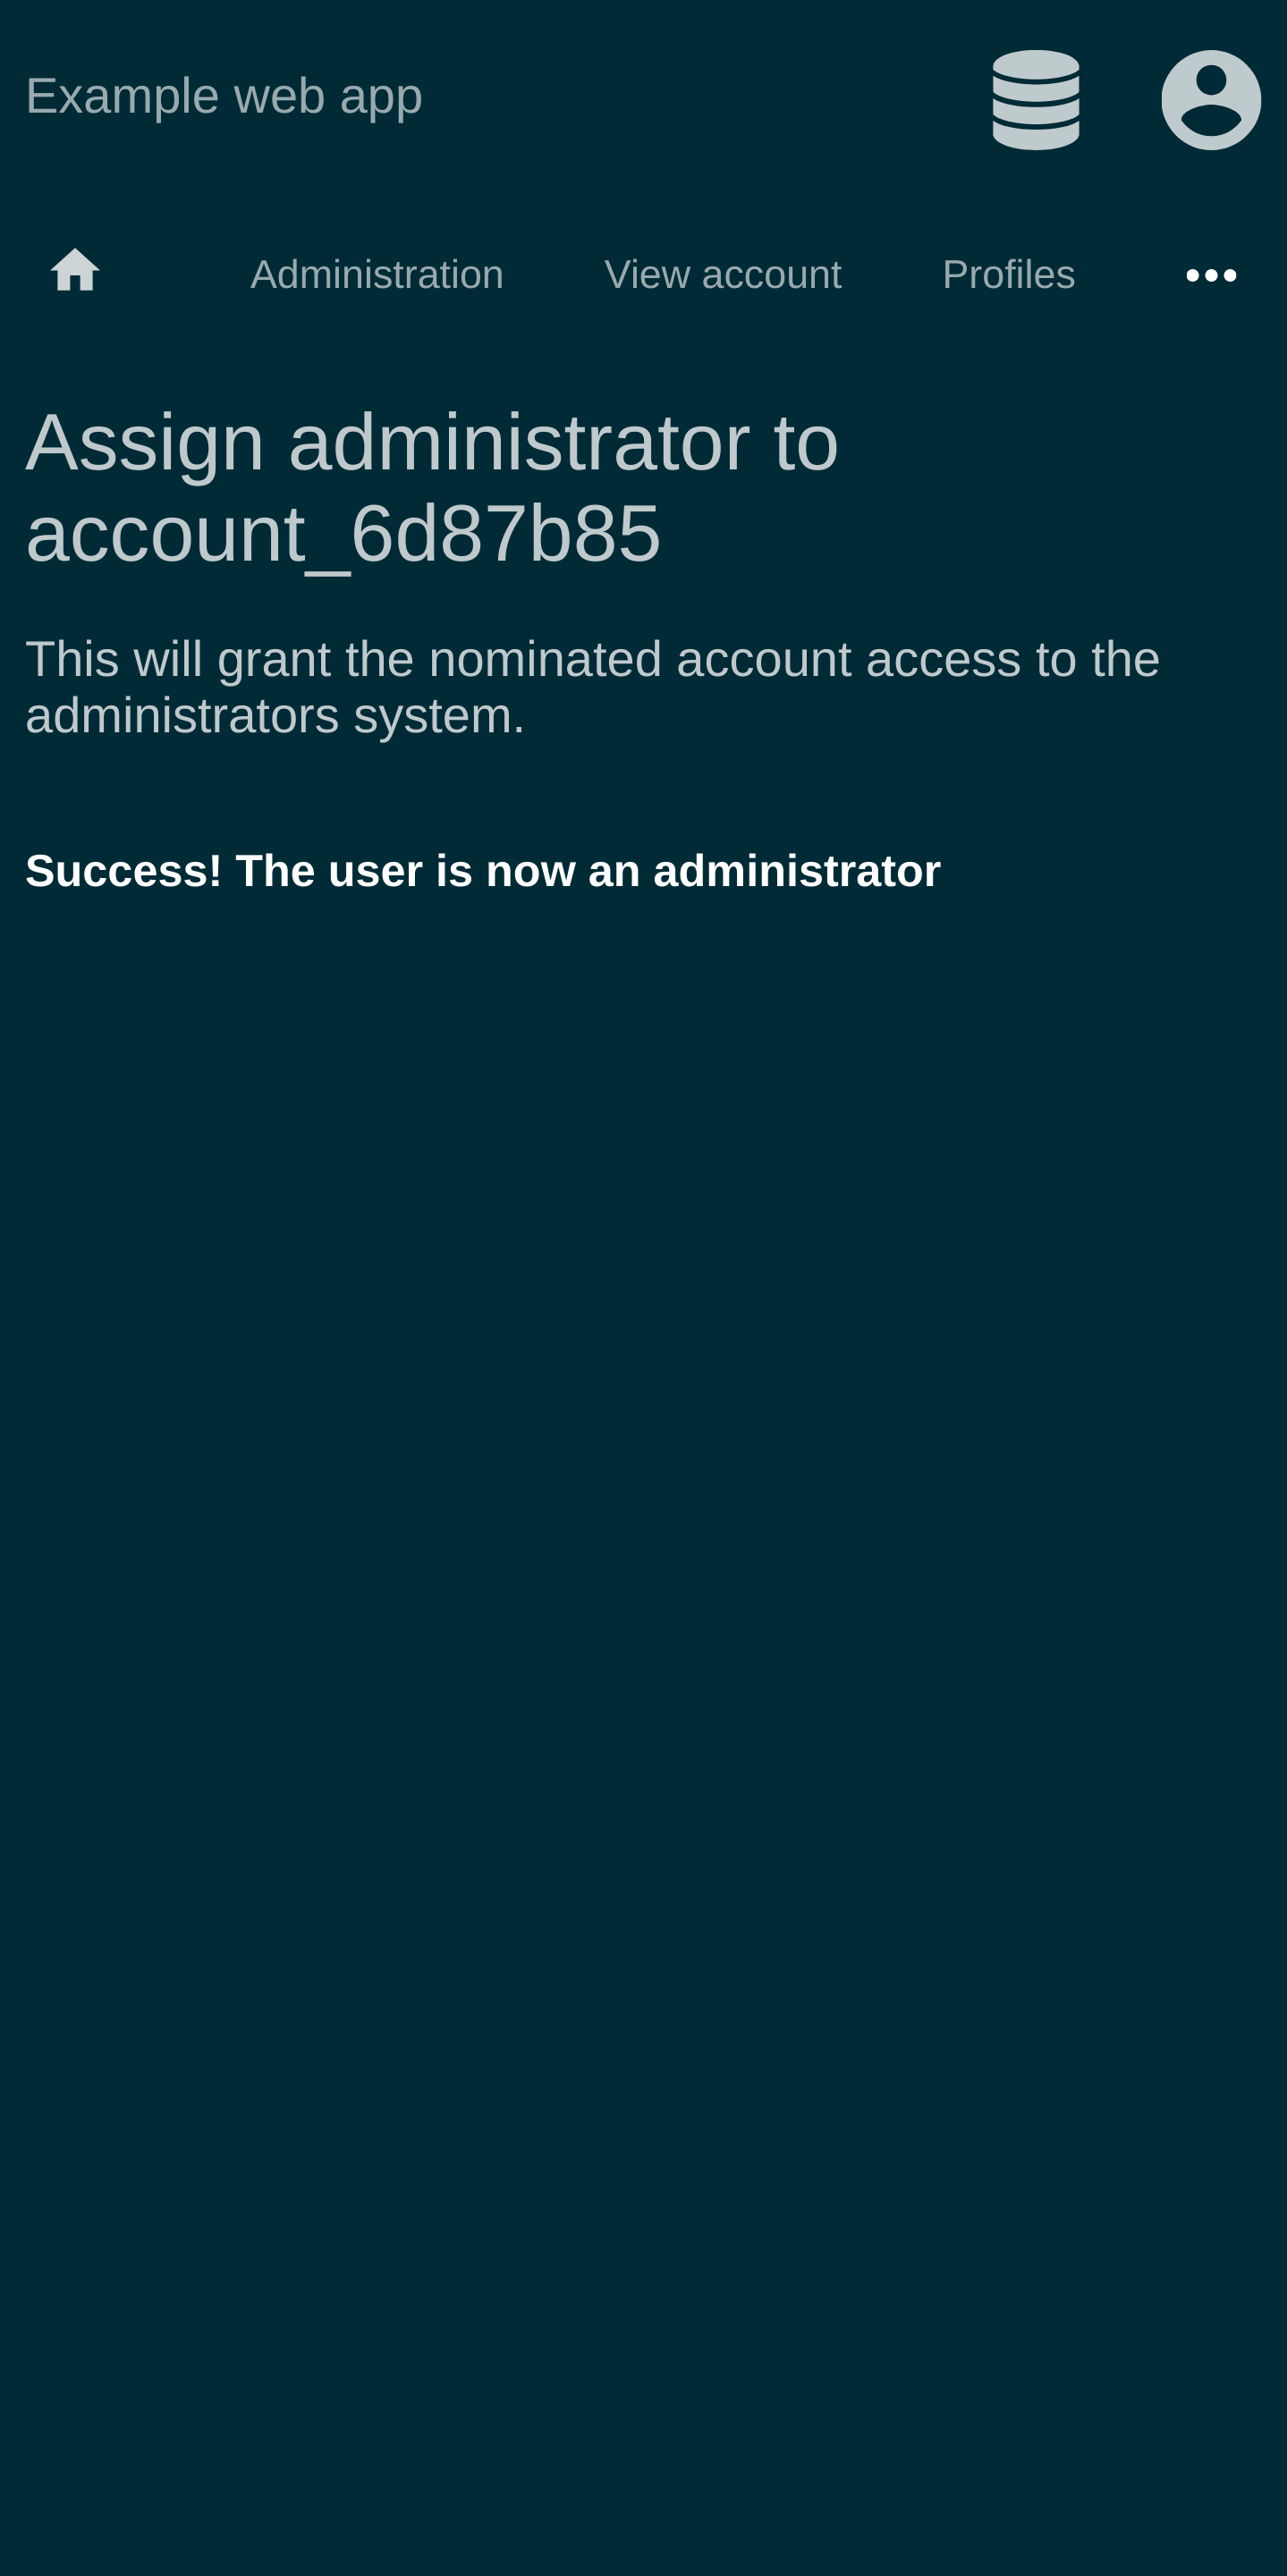 Example web app
Administration View account Profiles
Assign administrator to
account_6d87b85
This will grant the nominated account access to the
administrators system.
Success! The user is now an administrator